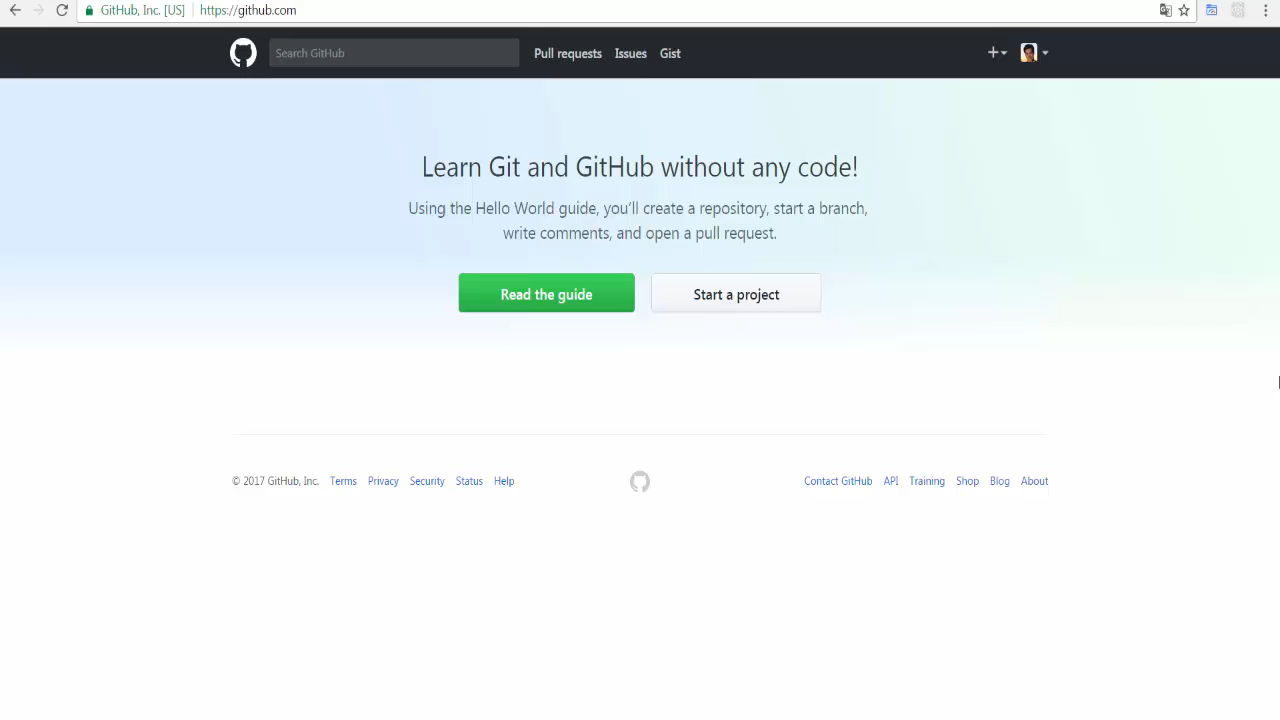 GitHub, Inc. [US] https://github.com
Search GitHub Pull requests Issues Gist
Learn Git and GitHub without any code!
Using the Hello World guide, you’ll create a repository, start a branch,
write comments, and open a pull request.
Read the guide Start a project
© 2017 GitHub, Inc. Terms Privacy Security Status Help Contact GitHub API Training Shop Blog About